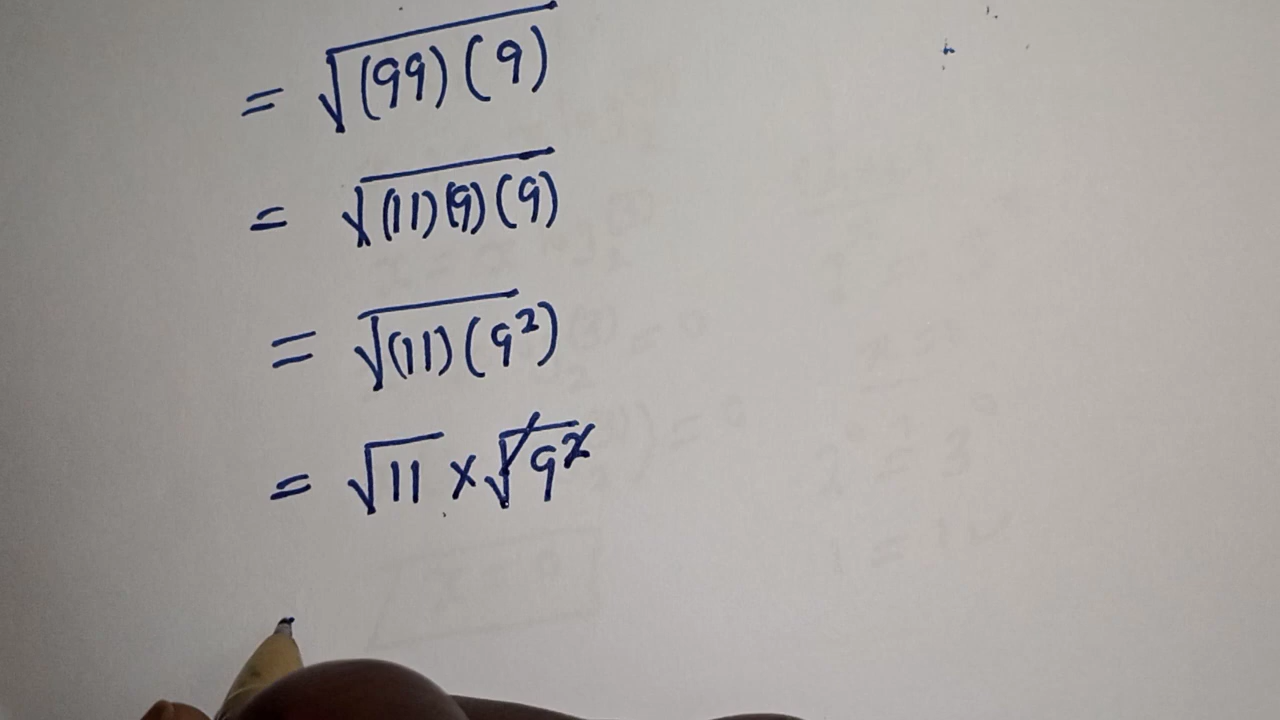 = √(99)(9)
= √(11)(9)(9)
= √(11)(9²)
= √11 × √9²